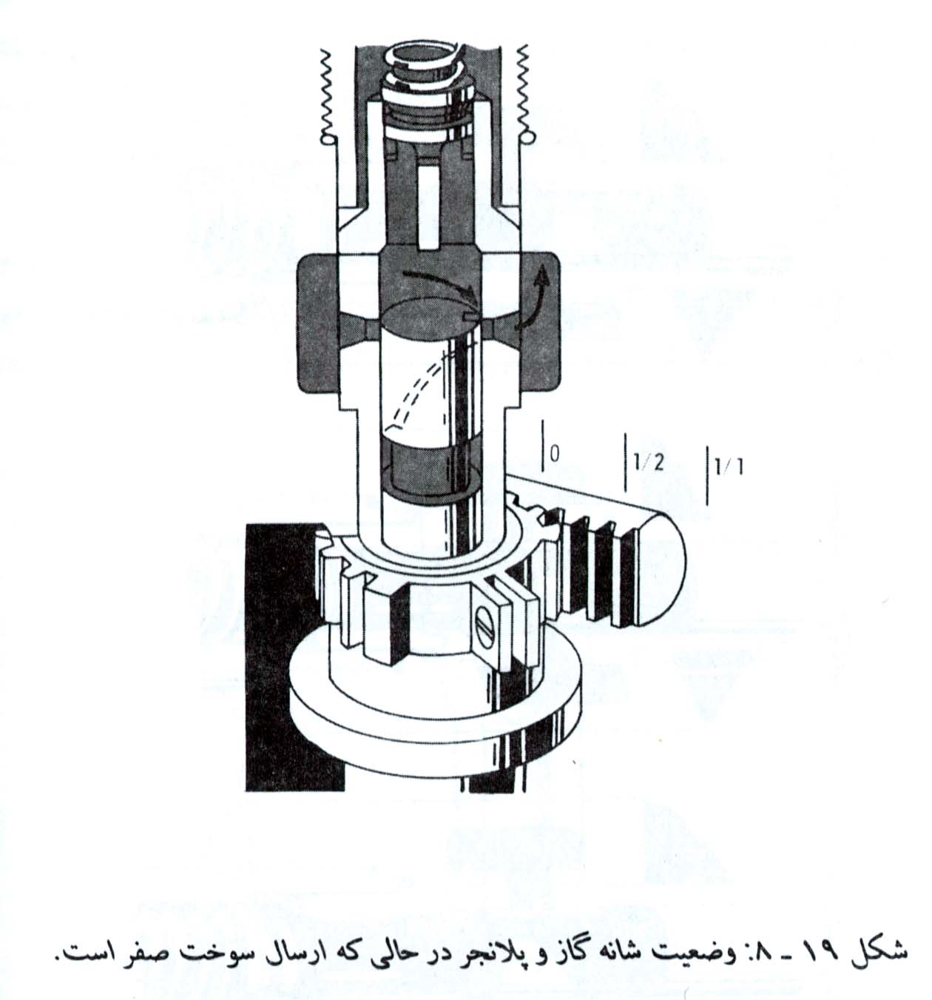 0
1/2
1/1
شکل ۱۹ ـ ۸: وضعیت شانه گاز و پلانجر در حالی که ارسال سوخت صفر است.